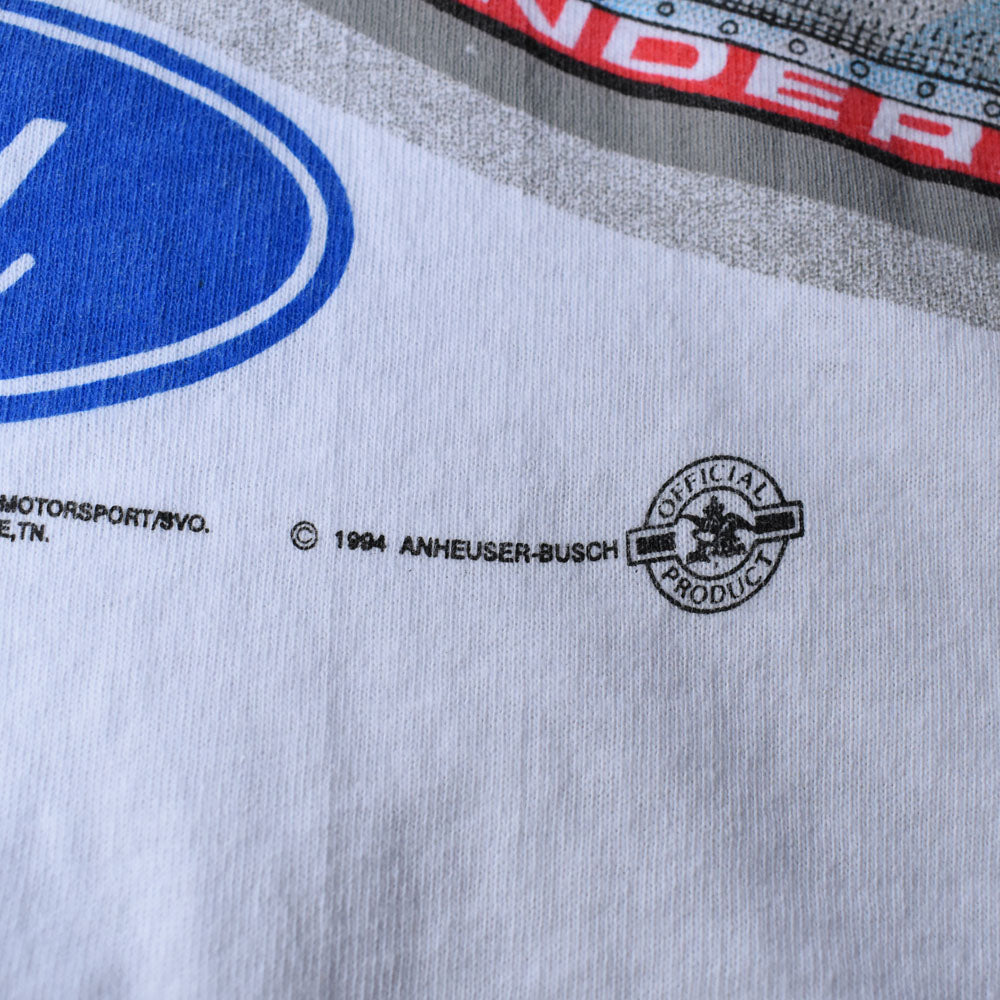 NDER
MOTORSPORT/SVO.
E,TN.
© 1994 ANHEUSER-BUSCH
OFFICIAL
PRODUCT